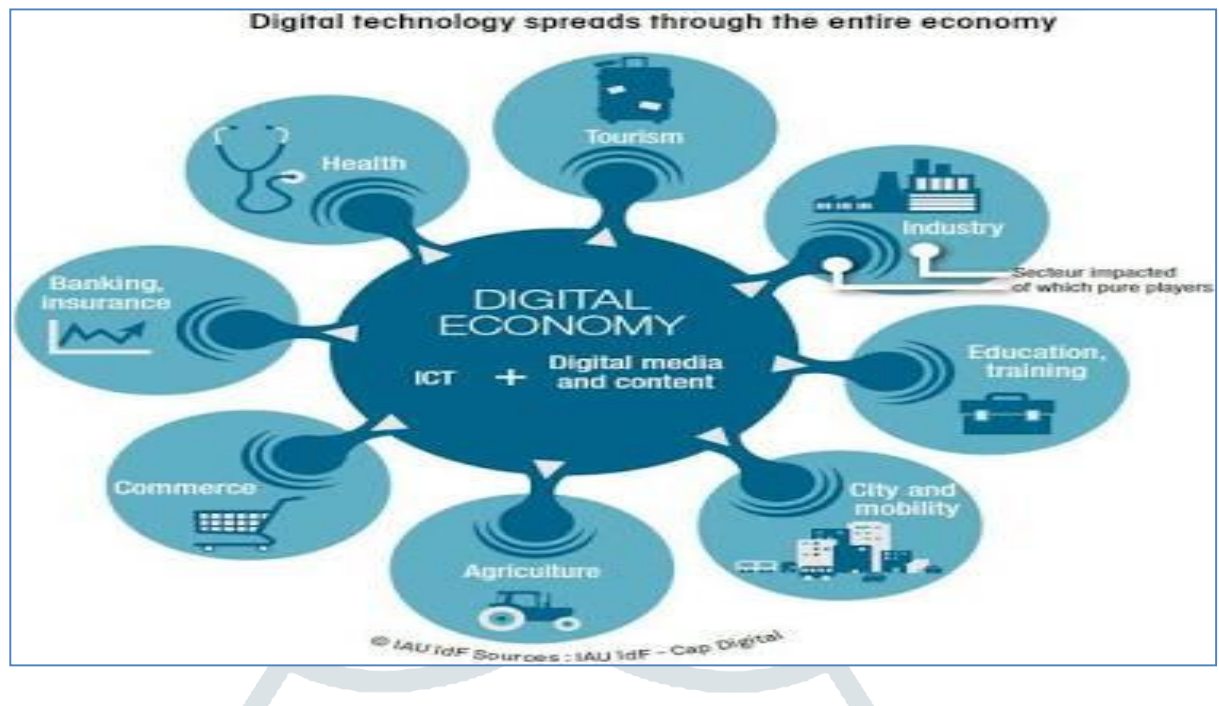 Digital technology spreads through the entire economy
Tourism
Health
Industry
Secteur impacted
of which pure players
Banking,
insurance
DIGITAL
ECONOMY
ICT + Digital media
and content
Education,
training
Commerce
City and
mobility
Agriculture
© IAU îdF Sources : IAU îdF - Cap Digital